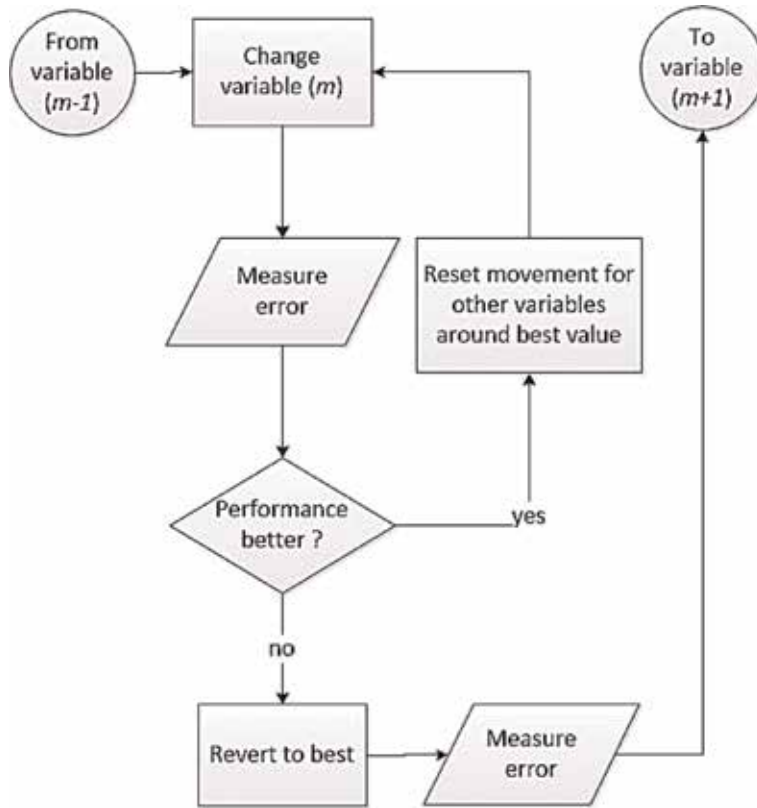 From
variable
(m-1)
Change
variable (m)
To
variable
(m+1)
Measure
error
Reset movement for
other variables
around best value
Performance
better ?
yes
no
Revert to best
Measure
error